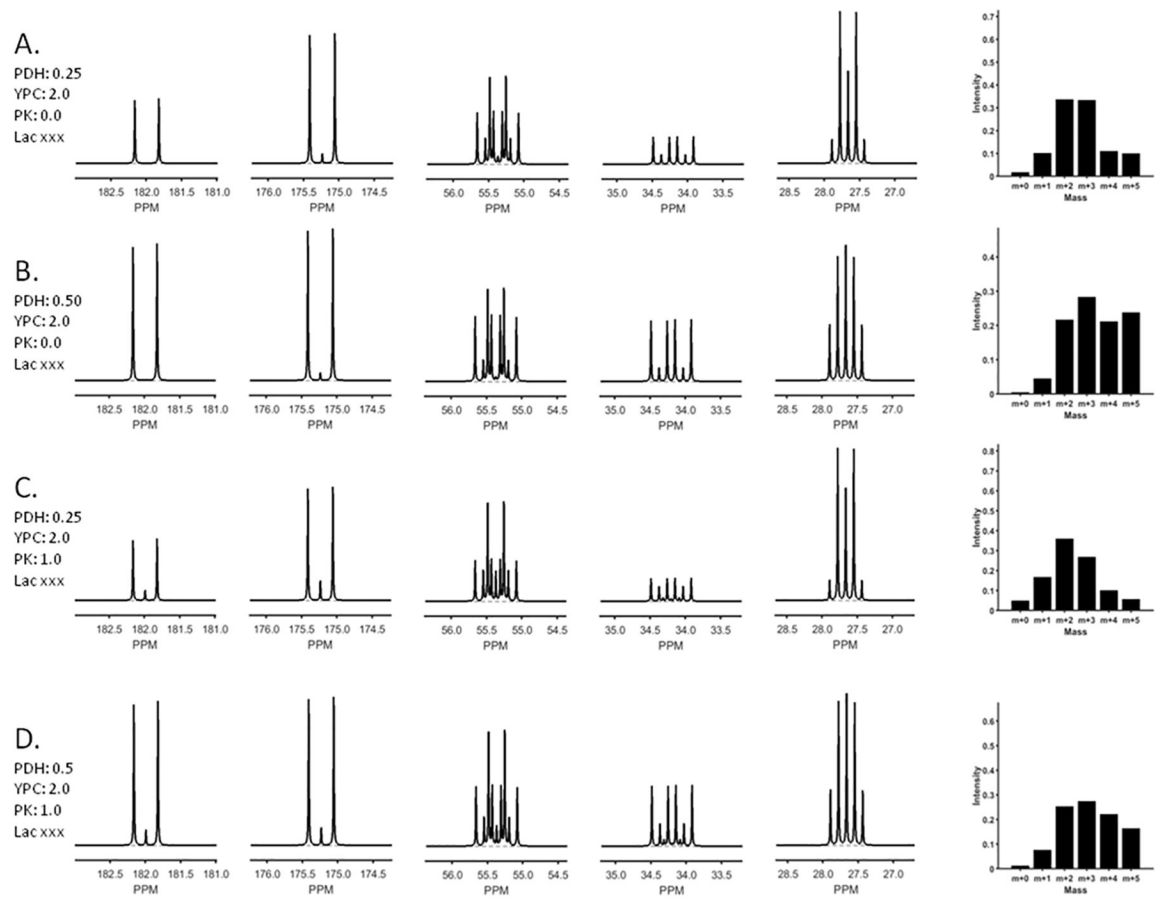 A.
PDH: 0.25
YPC: 2.0
PK: 0.0
Lac xxx
182.5 182.0 181.5 181.0
PPM
176.0 175.5 175.0 174.5
PPM
56.0 55.5 55.0 54.5
PPM
35.0 34.5 34.0 33.5
PPM
28.5 28.0 27.5 27.0
PPM
Intensity
0.7
0.6
0.5
0.4
0.3
0.2
0.1
0
m+0 m+1 m+2 m+3 m+4 m+5
Mass
B.
PDH: 0.50
YPC: 2.0
PK: 0.0
Lac xxx
182.5 182.0 181.5 181.0
PPM
176.0 175.5 175.0 174.5
PPM
56.0 55.5 55.0 54.5
PPM
35.0 34.5 34.0 33.5
PPM
28.5 28.0 27.5 27.0
PPM
Intensity
0.4
0.3
0.2
0.1
0
m+0 m+1 m+2 m+3 m+4 m+5
Mass
C.
PDH: 0.25
YPC: 2.0
PK: 1.0
Lac xxx
182.5 182.0 181.5 181.0
PPM
176.0 175.5 175.0 174.5
PPM
56.0 55.5 55.0 54.5
PPM
35.0 34.5 34.0 33.5
PPM
28.5 28.0 27.5 27.0
PPM
Intensity
0.8
0.7
0.6
0.5
0.4
0.3
0.2
0.1
0
m+0 m+1 m+2 m+3 m+4 m+5
Mass
D.
PDH: 0.5
YPC: 2.0
PK: 1.0
Lac xxx
182.5 182.0 181.5 181.0
PPM
176.0 175.5 175.0 174.5
PPM
56.0 55.5 55.0 54.5
PPM
35.0 34.5 34.0 33.5
PPM
28.5 28.0 27.5 27.0
PPM
Intensity
0.6
0.5
0.4
0.3
0.2
0.1
0
m+0 m+1 m+2 m+3 m+4 m+5
Mass